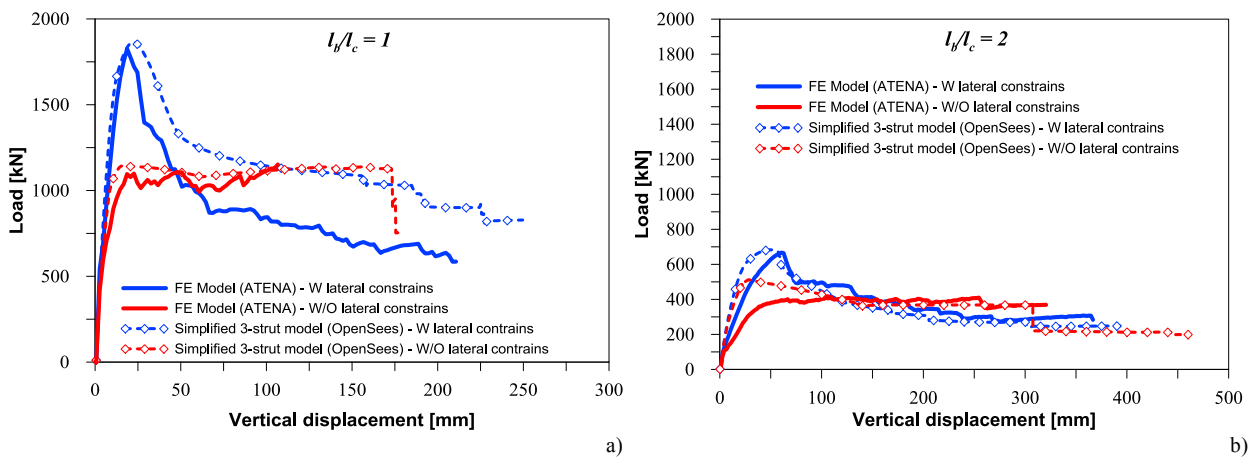 l_b/l_c = 1
Load [kN]
2000
1500
1000
500
0
FE Model (ATENA) - W lateral constrains
FE Model (ATENA) - W/O lateral constrains
Simplified 3-strut model (OpenSees) - W lateral contrains
Simplified 3-strut model (OpenSees) - W/O lateral contrains
0 50 100 150 200 250 300
Vertical displacement [mm]
a)
l_b/l_c = 2
Load [kN]
2000
1800
1600
1400
1200
1000
800
600
400
200
0
FE Model (ATENA) - W lateral constrains
FE Model (ATENA) - W/O lateral constrains
Simplified 3-strut model (OpenSees) - W lateral contrains
Simplified 3-strut model (OpenSees) - W/O lateral contrains
0 100 200 300 400 500
Vertical displacement [mm]
b)